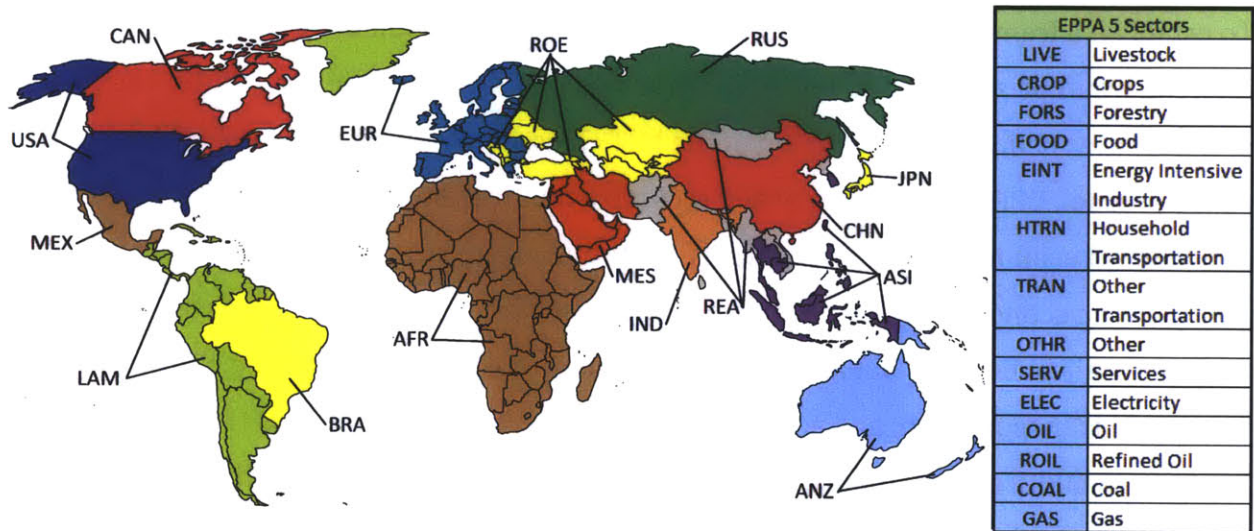 CAN
USA
MEX
LAM
BRA
EUR
ROE
RUS
JPN
CHN
MES
IND
REA
ASI
AFR
ANZ
EPPA 5 Sectors
LIVE Livestock
CROP Crops
FORS Forestry
FOOD Food
EINT Energy Intensive
Industry
HTRN Household
Transportation
TRAN Other
Transportation
OTHR Other
SERV Services
ELEC Electricity
OIL Oil
ROIL Refined Oil
COAL Coal
GAS Gas